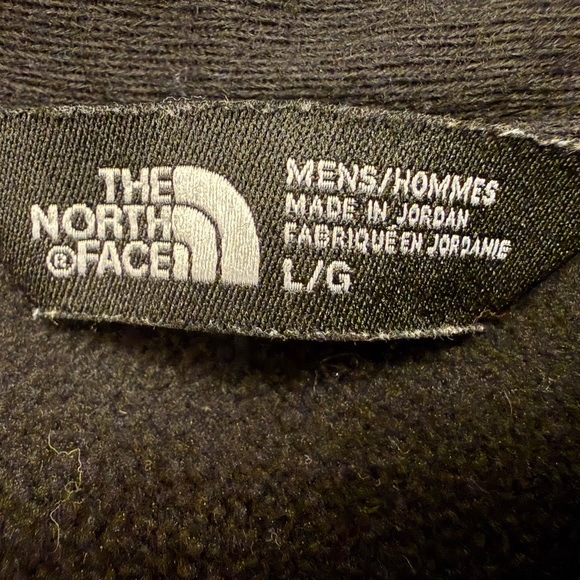 THE
NORTH
® FACE
MENS/HOMMES
MADE IN JORDAN
FABRIQUÉ EN JORDANIE
L/G